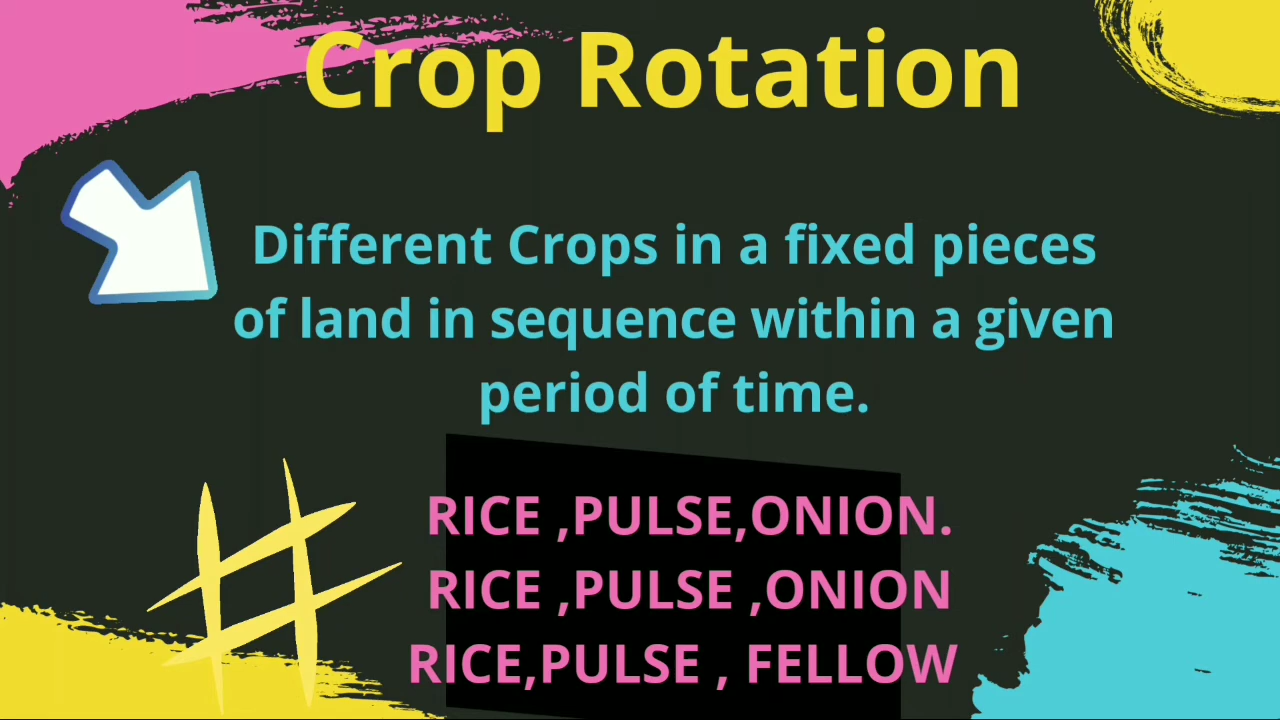 Crop Rotation
Different Crops in a fixed pieces
of land in sequence within a given
period of time.
RICE ,PULSE,ONION.
RICE ,PULSE ,ONION
RICE,PULSE , FELLOW